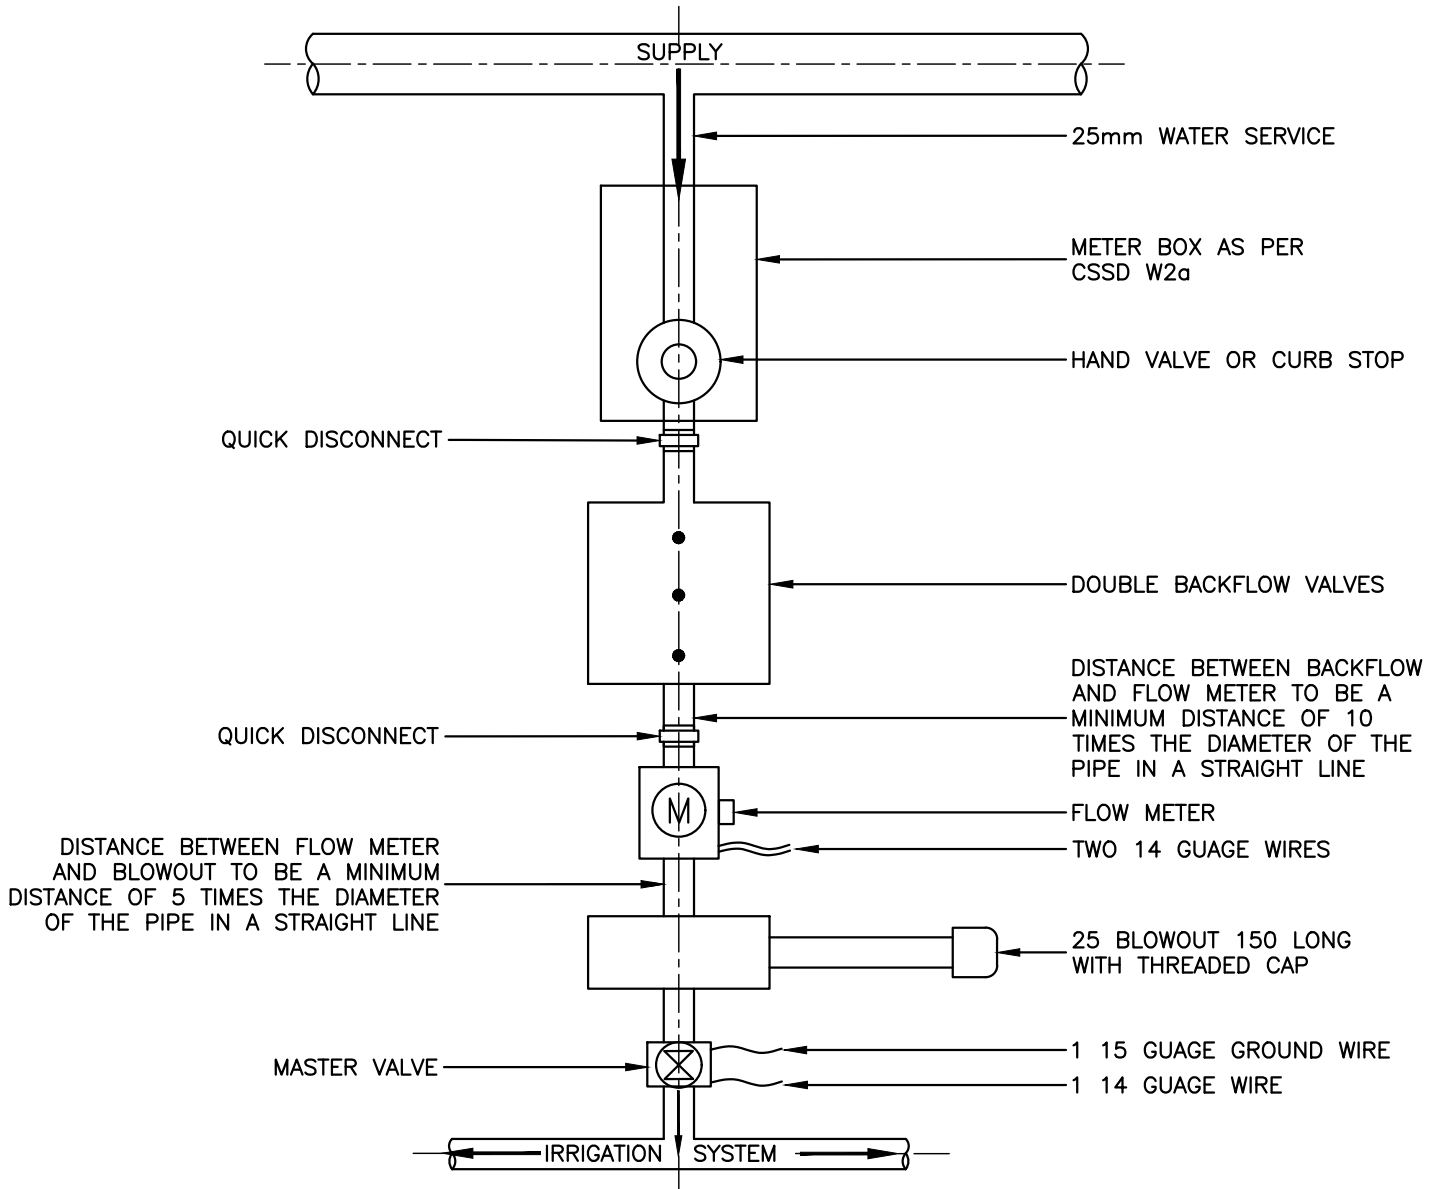 SUPPLY
25mm WATER SERVICE
METER BOX AS PER
CSSD W2a
HAND VALVE OR CURB STOP
QUICK DISCONNECT
DOUBLE BACKFLOW VALVES
DISTANCE BETWEEN BACKFLOW
AND FLOW METER TO BE A
MINIMUM DISTANCE OF 10
TIMES THE DIAMETER OF THE
PIPE IN A STRAIGHT LINE
QUICK DISCONNECT
M
FLOW METER
TWO 14 GUAGE WIRES
DISTANCE BETWEEN FLOW METER
AND BLOWOUT TO BE A MINIMUM
DISTANCE OF 5 TIMES THE DIAMETER
OF THE PIPE IN A STRAIGHT LINE
25 BLOWOUT 150 LONG
WITH THREADED CAP
1 15 GUAGE GROUND WIRE
MASTER VALVE
1 14 GUAGE WIRE
IRRIGATION SYSTEM